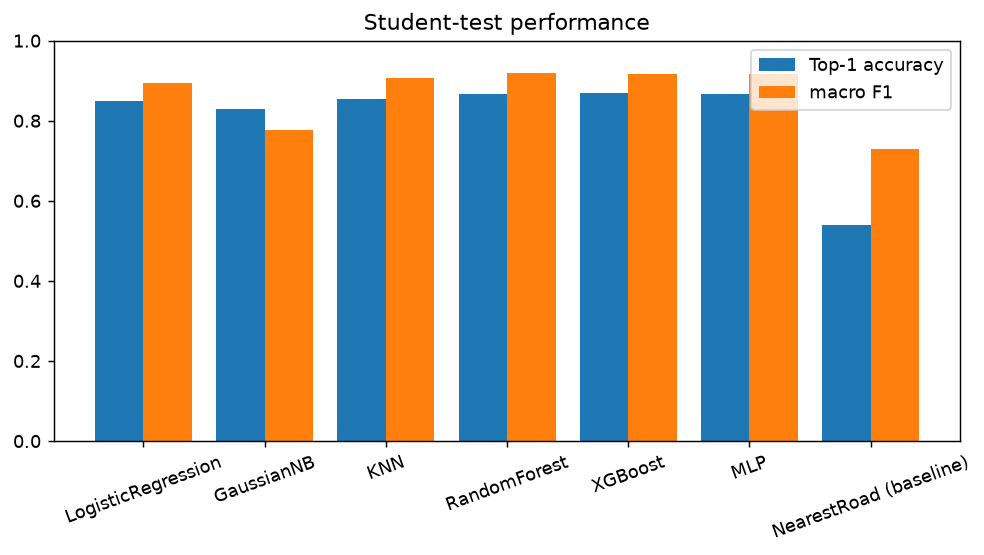 Student-test performance
1.0
0.8
0.6
0.4
0.2
0.0
Top-1 accuracy
macro F1
LogisticRegression
GaussianNB
KNN
RandomForest
XGBoost
MLP
NearestRoad (baseline)